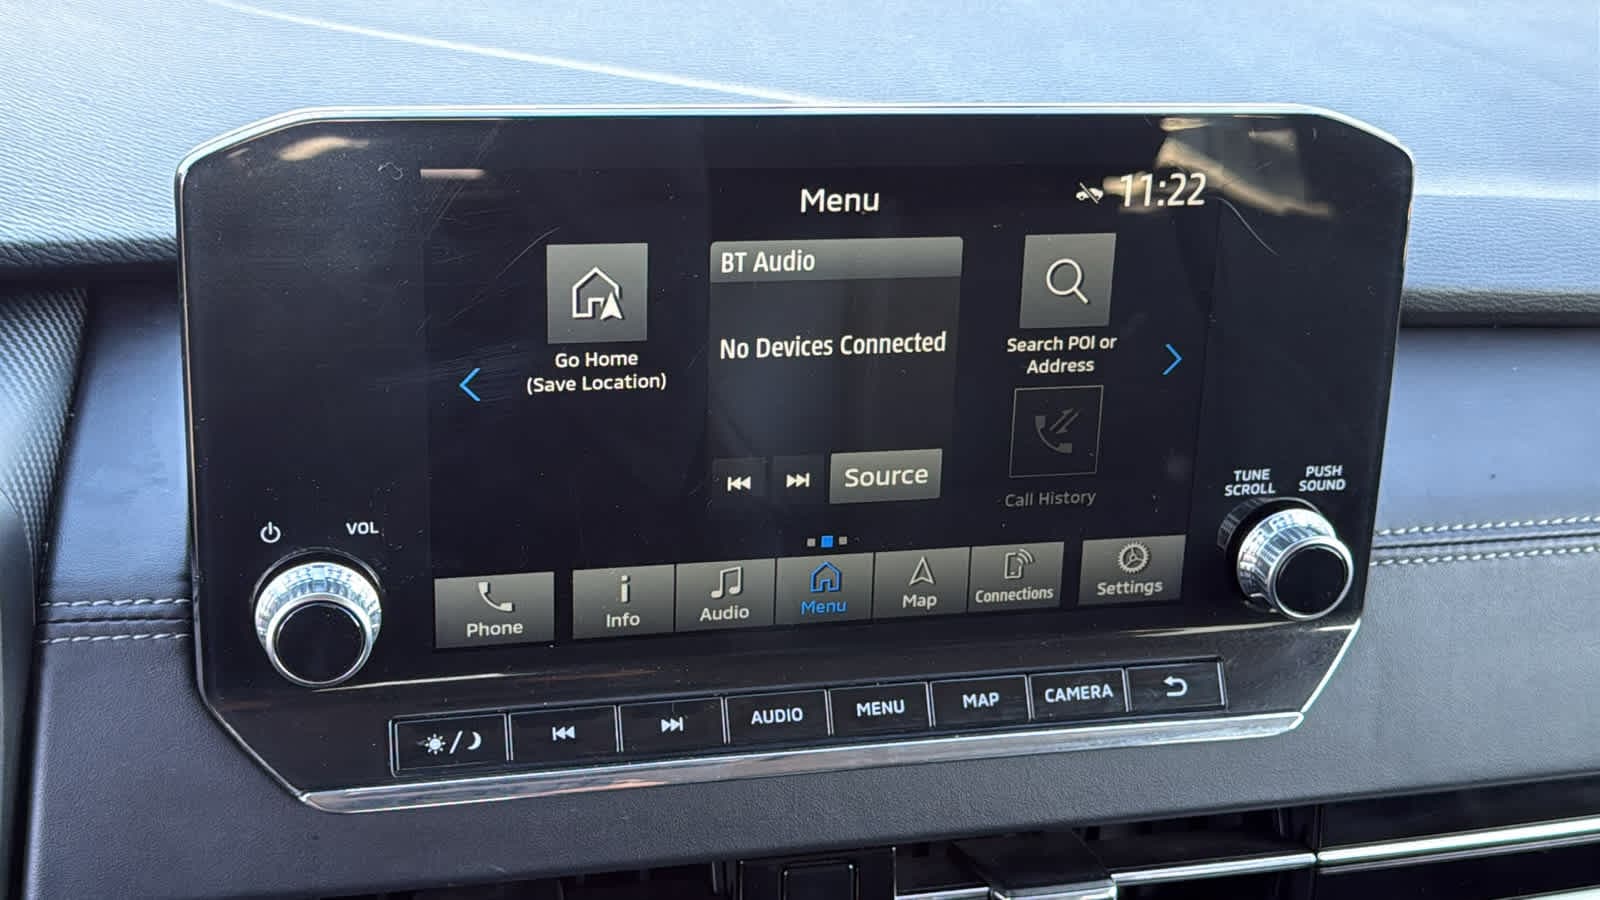 Menu
11:22
BT Audio
No Devices Connected
Go Home
(Save Location)
Search POI or
Address
Source
Call History
TUNE
SCROLL
PUSH
SOUND
VOL
Phone
Info
Audio
Menu
Map
Connections
Settings
AUDIO
MENU
MAP
CAMERA